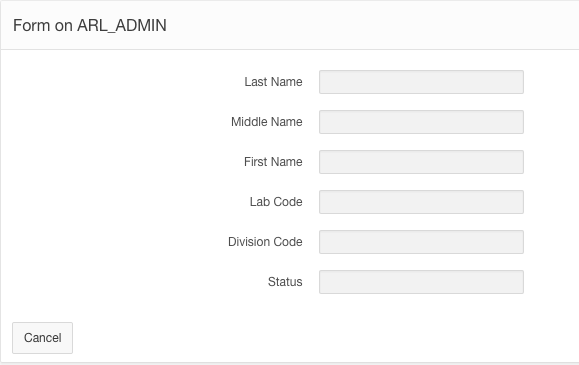 Form on ARL_ADMIN
Last Name
Middle Name
First Name
Lab Code
Division Code
Status
Cancel